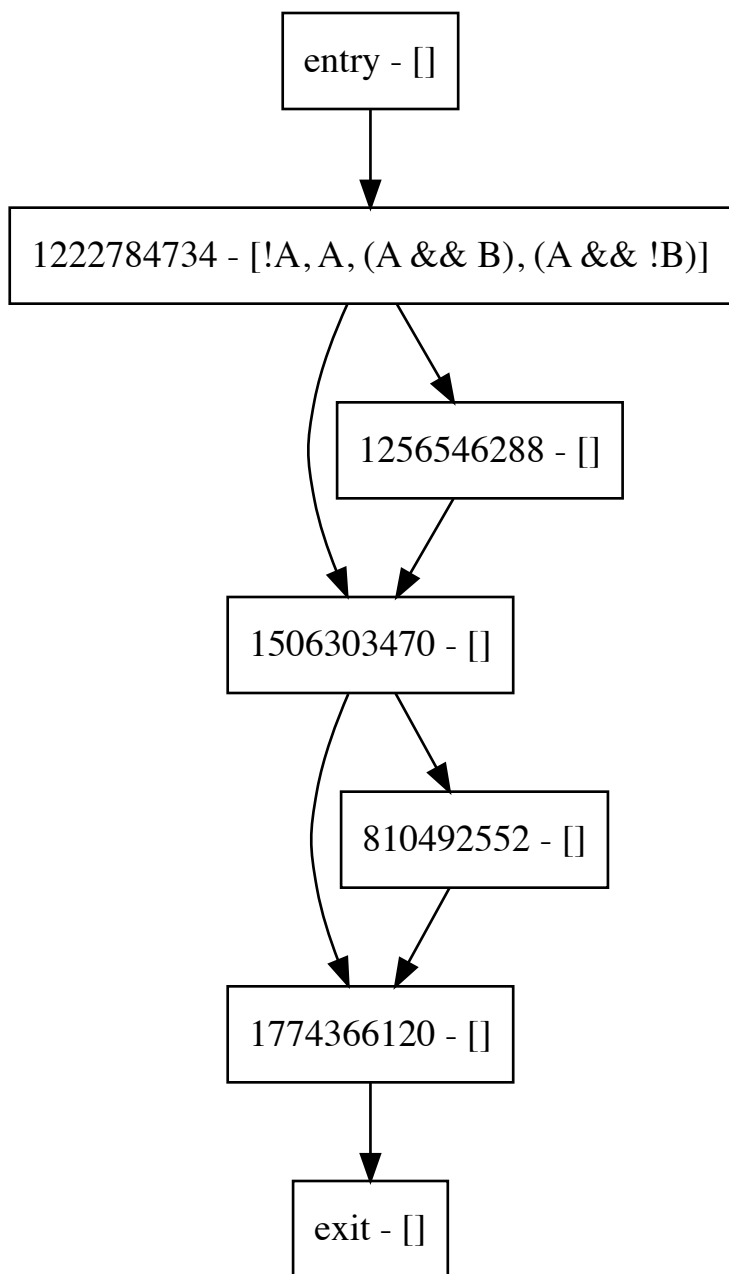 entry - []
1222784734 - [!A, A, (A && B), (A && !B)]
1256546288 - []
1506303470 - []
810492552 - []
1774366120 - []
exit - []